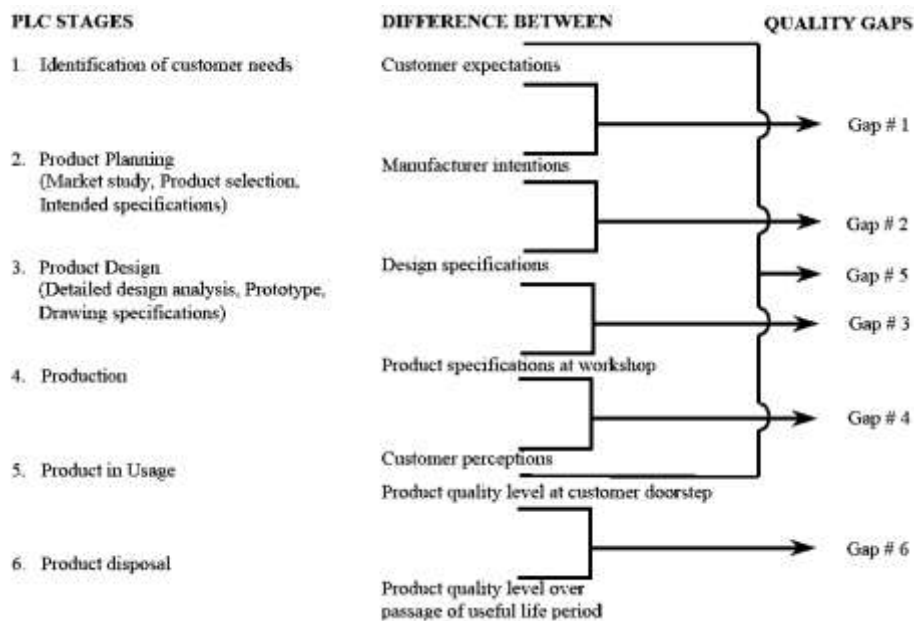 PLC STAGES
DIFFERENCE BETWEEN
QUALITY GAPS
1. Identification of customer needs
Customer expectations
Gap # 1
2. Product Planning
(Market study, Product selection,
Intended specifications)
Manufacturer intentions
Gap # 2
3. Product Design
(Detailed design analysis, Prototype,
Drawing specifications)
Design specifications
Gap # 5
Gap # 3
Product specifications at workshop
4. Production
Gap # 4
Customer perceptions
5. Product in Usage
Product quality level at customer doorstep
Gap # 6
6. Product disposal
Product quality level over
passage of useful life period